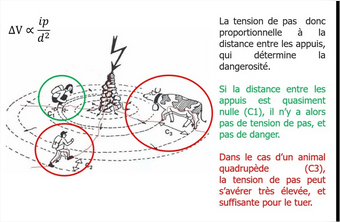 ΔV ∝ ip/d²
La tension de pas donc
proportionnelle à la
distance entre les appuis,
qui détermine la
dangerosité.
Si la distance entre les
appuis est quasiment
nulle (C1), il n'y a alors
pas de tension de pas, et
pas de danger.
Dans le cas d'un animal
quadrupède (C3),
la tension de pas peut
s'avérer très élevée, et
suffisante pour le tuer.
C1
C3
C2